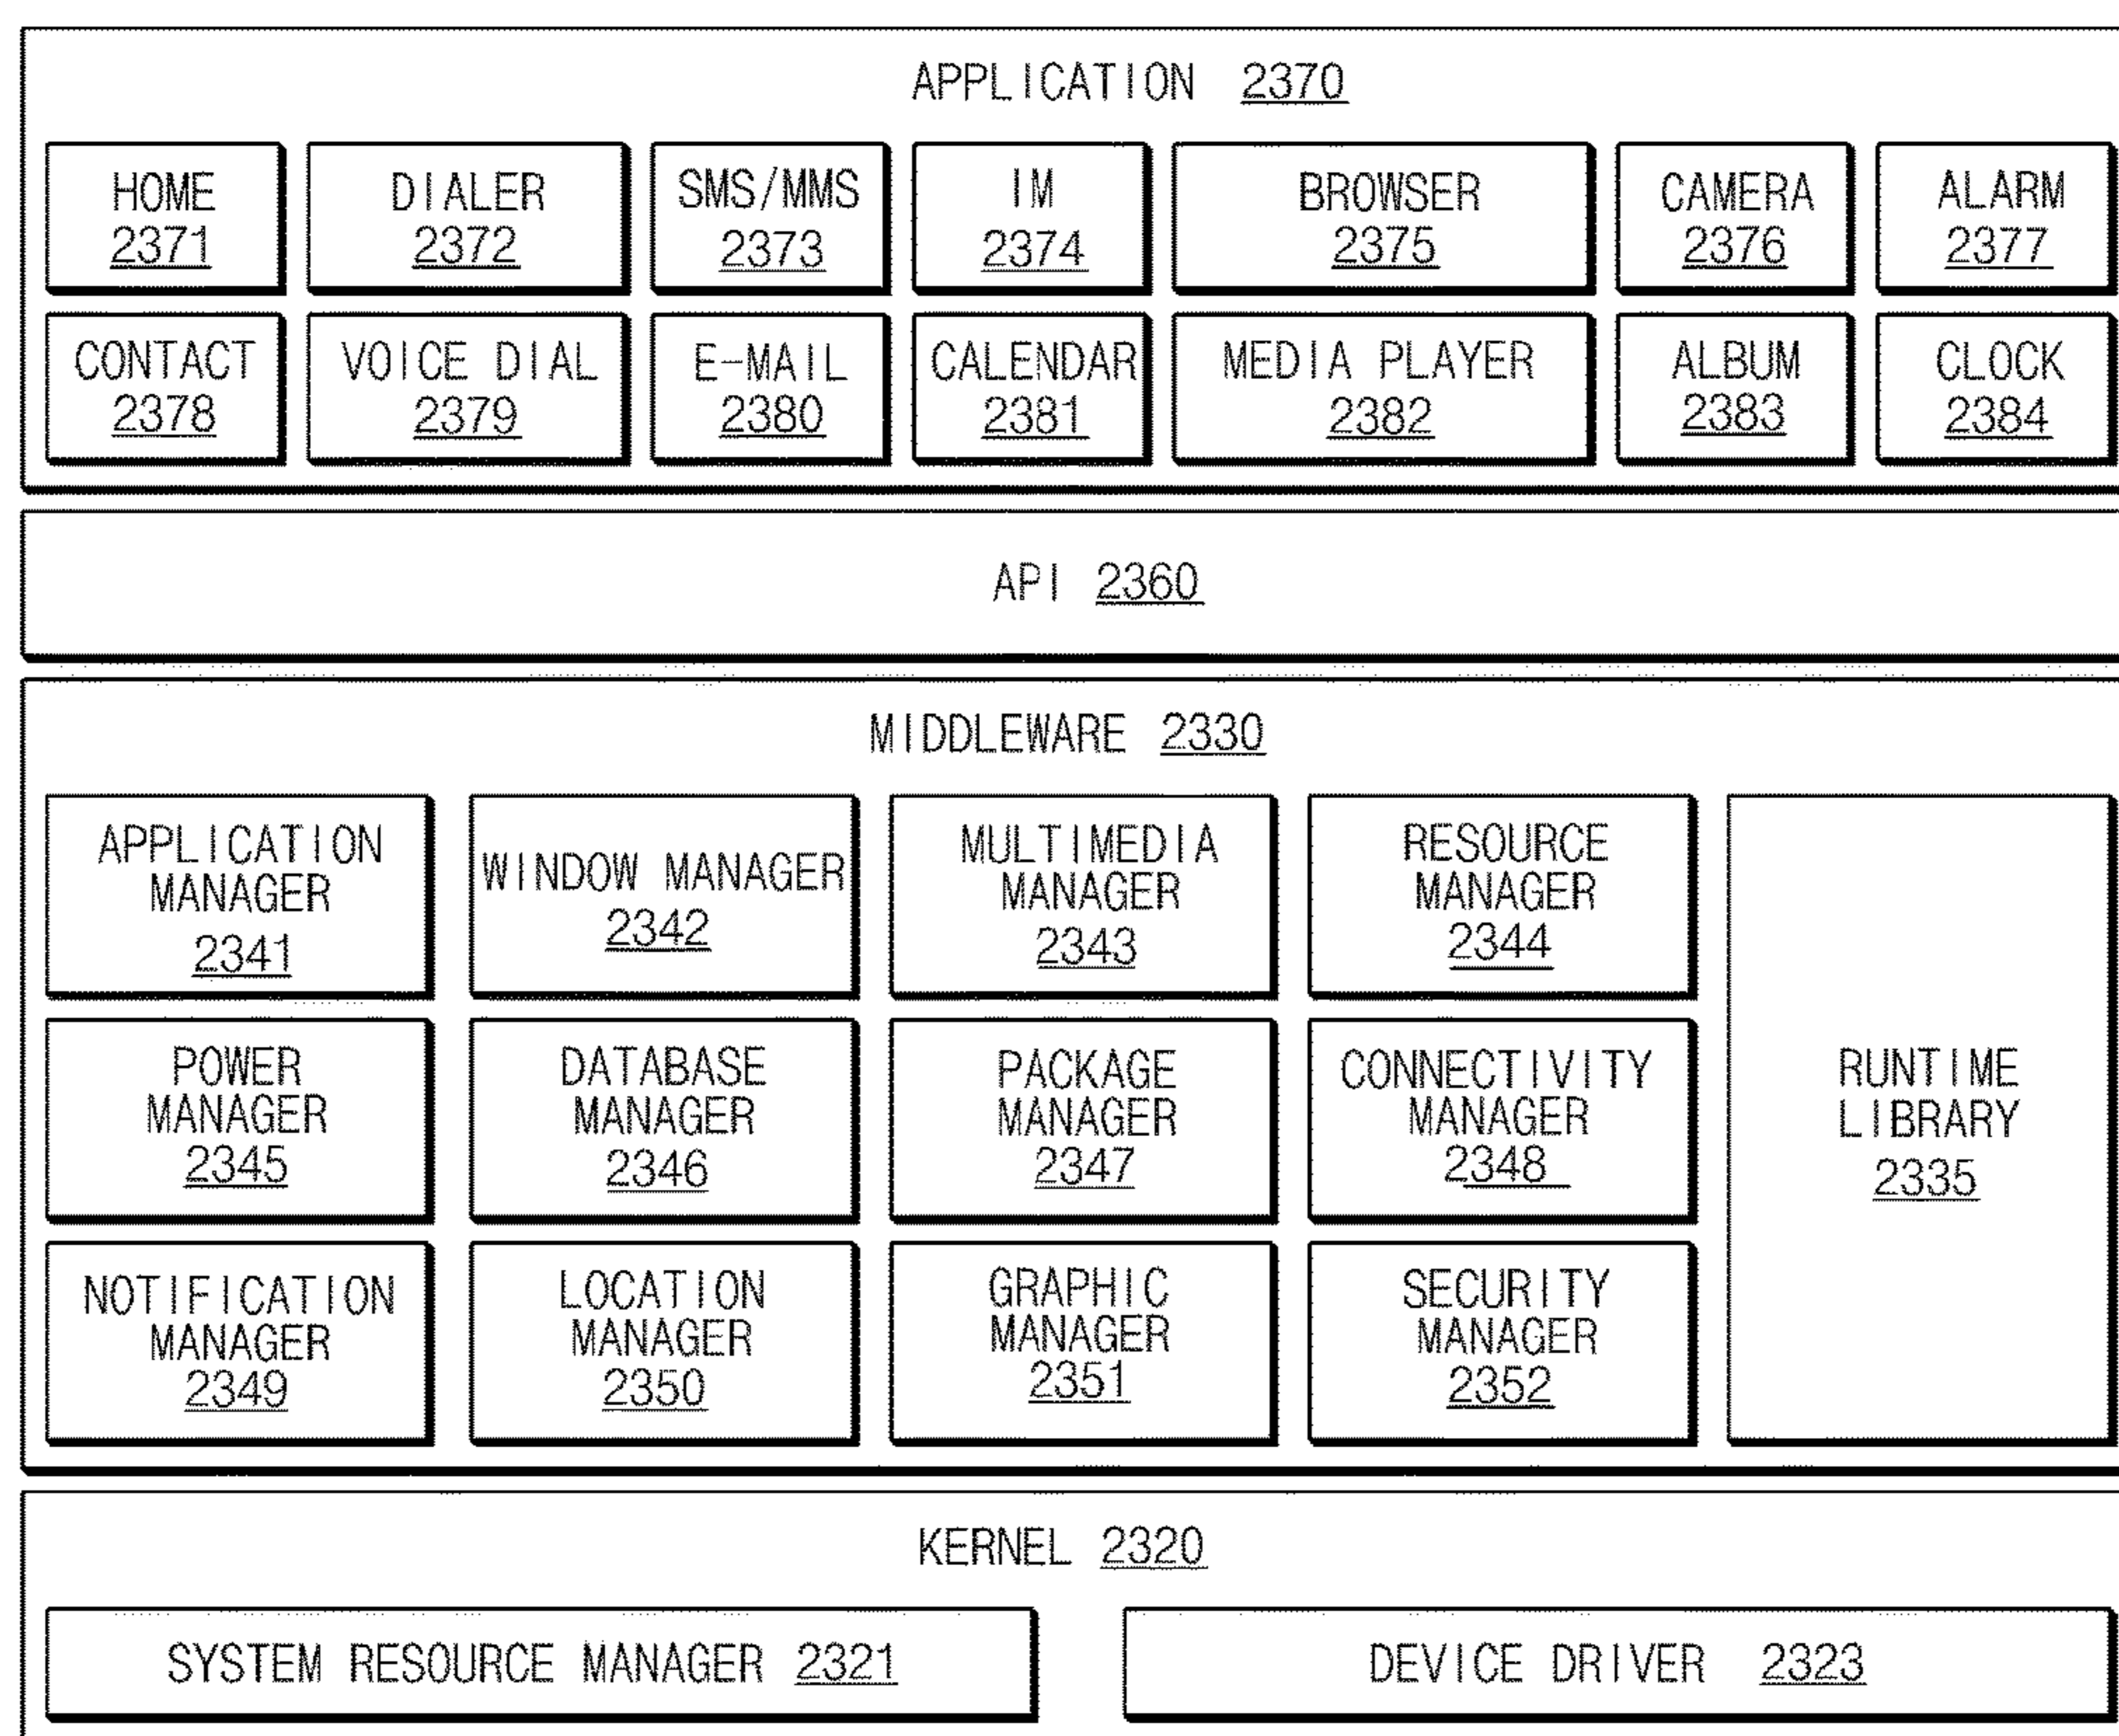 APPLICATION 2370
HOME
2371
DIALER
2372
SMS/MMS
2373
IM
2374
BROWSER
2375
CAMERA
2376
ALARM
2377
CONTACT
2378
VOICE DIAL
2379
E-MAIL
2380
CALENDAR
2381
MEDIA PLAYER
2382
ALBUM
2383
CLOCK
2384
API 2360
MIDDLEWARE 2330
APPLICATION
MANAGER
2341
WINDOW MANAGER
2342
MULTIMEDIA
MANAGER
2343
RESOURCE
MANAGER
2344
POWER
MANAGER
2345
DATABASE
MANAGER
2346
PACKAGE
MANAGER
2347
CONNECTIVITY
MANAGER
2348
RUNTIME
LIBRARY
2335
NOTIFICATION
MANAGER
2349
LOCATION
MANAGER
2350
GRAPHIC
MANAGER
2351
SECURITY
MANAGER
2352
KERNEL 2320
SYSTEM RESOURCE MANAGER 2321
DEVICE DRIVER 2323